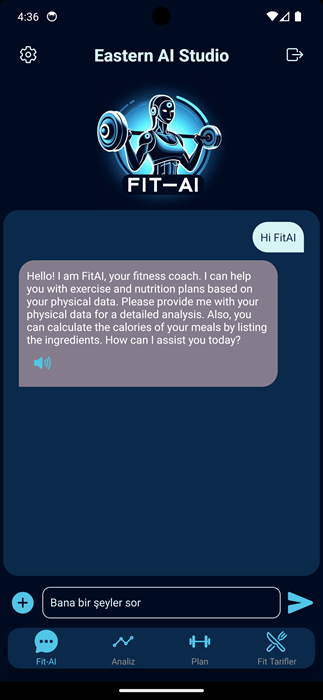 4:36
Eastern AI Studio
FIT–AI
Hi FitAI
Hello! I am FitAI, your fitness coach. I can help
you with exercise and nutrition plans based on
your physical data. Please provide me with your
physical data for a detailed analysis. Also, you
can calculate the calories of your meals by listing
the ingredients. How can I assist you today?
Bana bir şeyler sor
Fit-AI
Analiz
Plan
Fit Tarifler